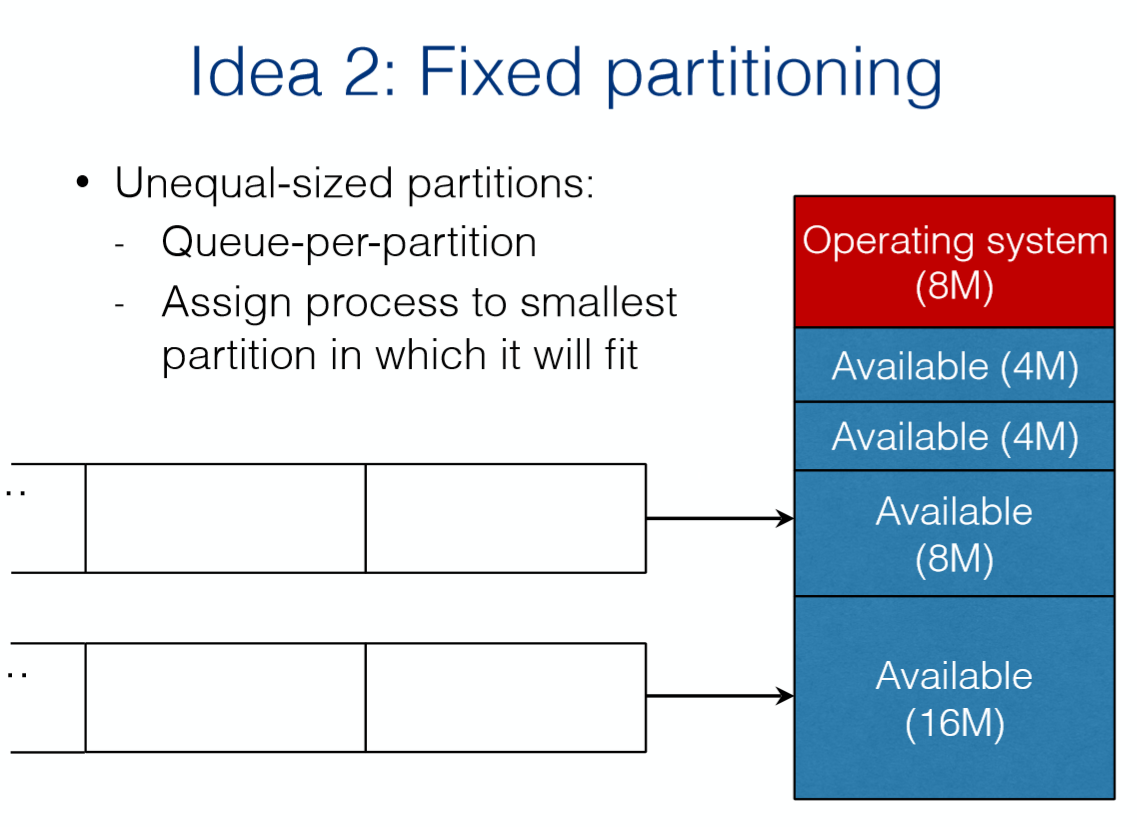 Idea 2: Fixed partitioning
• Unequal-sized partitions:
- Queue-per-partition
- Assign process to smallest
partition in which it will fit
Operating system
(8M)
Available (4M)
Available (4M)
Available
(8M)
Available
(16M)
..
..